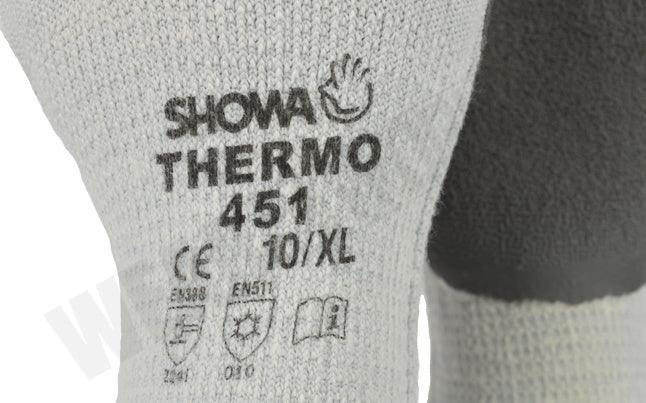 SHOWA
THERMO
451
10/XL
CE
EN388 EN511
i
2241 010